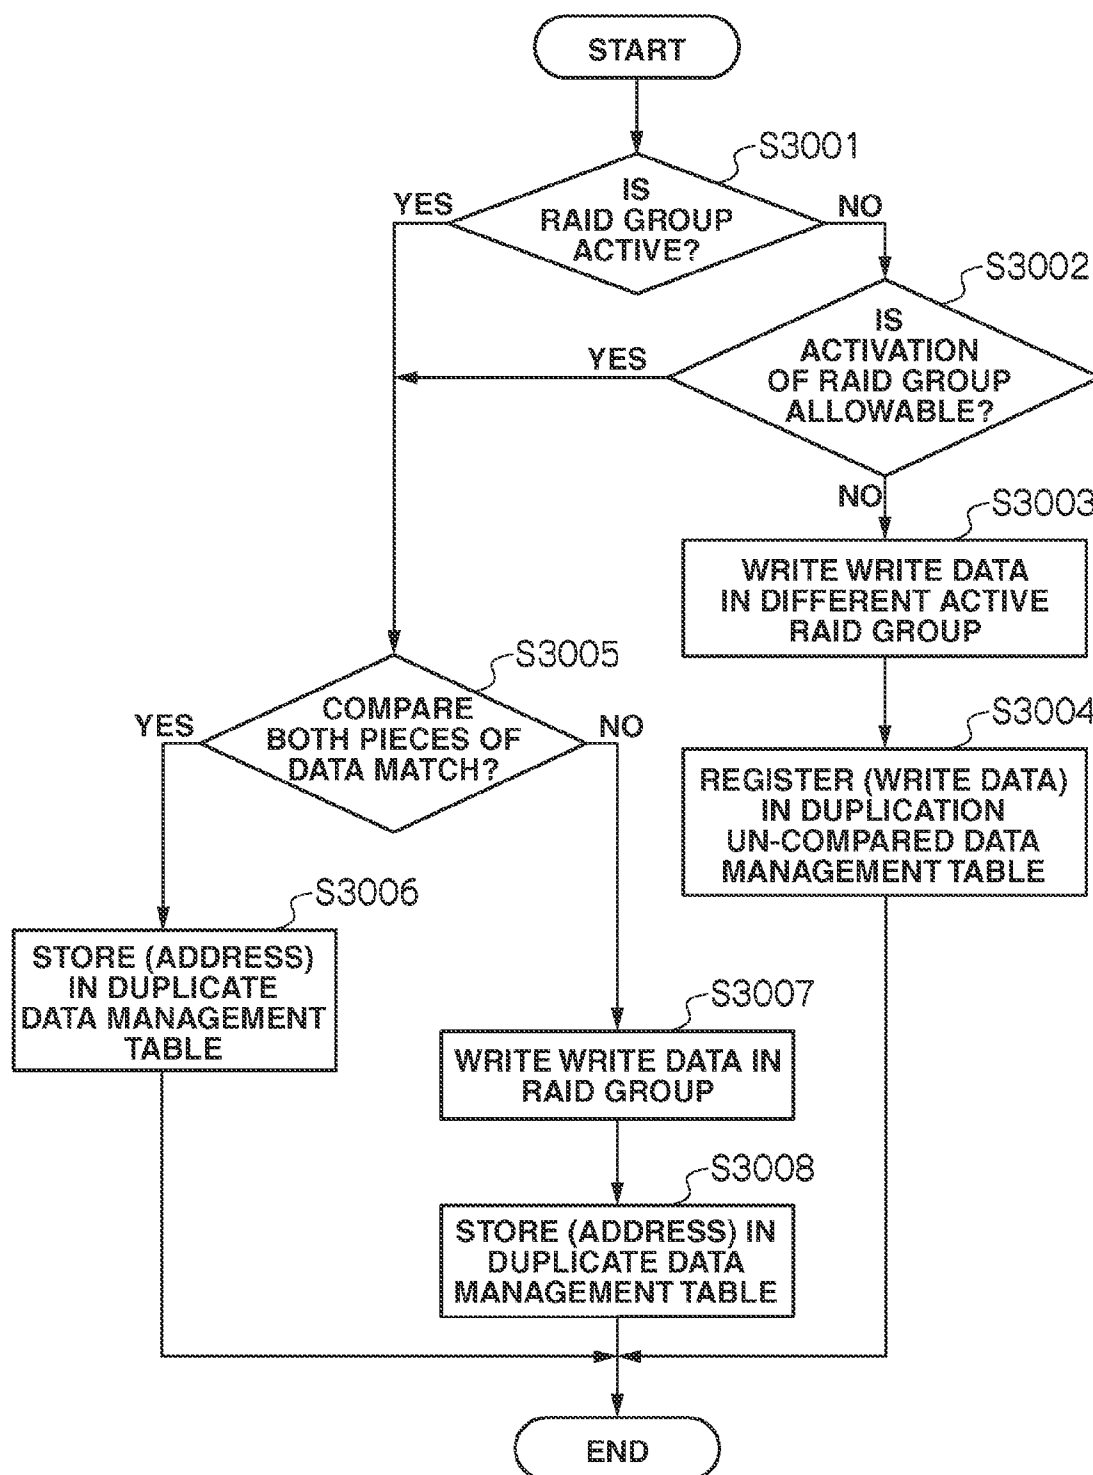 START
S3001
IS
RAID GROUP
ACTIVE?
YES
NO
S3002
IS
ACTIVATION
OF RAID GROUP
ALLOWABLE?
YES
NO
S3003
WRITE WRITE DATA
IN DIFFERENT ACTIVE
RAID GROUP
S3004
REGISTER (WRITE DATA)
IN DUPLICATION
UN-COMPARED DATA
MANAGEMENT TABLE
S3005
COMPARE
BOTH PIECES OF
DATA MATCH?
YES
NO
S3006
STORE (ADDRESS)
IN DUPLICATE
DATA MANAGEMENT
TABLE
S3007
WRITE WRITE DATA IN
RAID GROUP
S3008
STORE (ADDRESS) IN
DUPLICATE DATA
MANAGEMENT TABLE
END